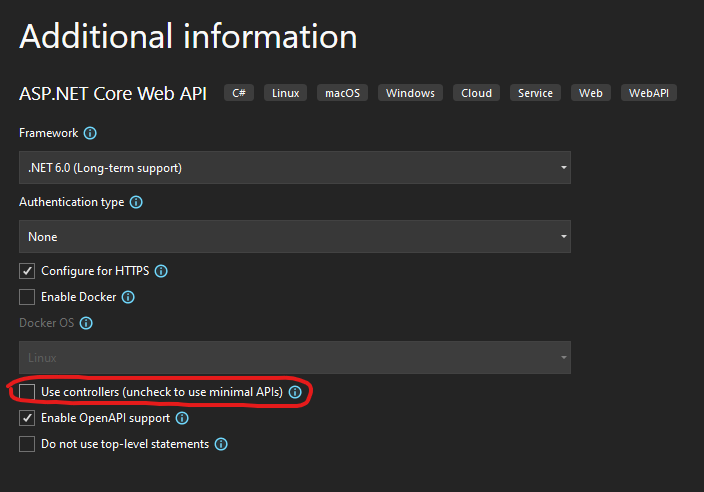 Additional information
ASP.NET Core Web API C# Linux macOS Windows Cloud Service Web WebAPI
Framework
.NET 6.0 (Long-term support)
Authentication type
None
Configure for HTTPS
Enable Docker
Docker OS
Linux
Use controllers (uncheck to use minimal APIs)
Enable OpenAPI support
Do not use top-level statements